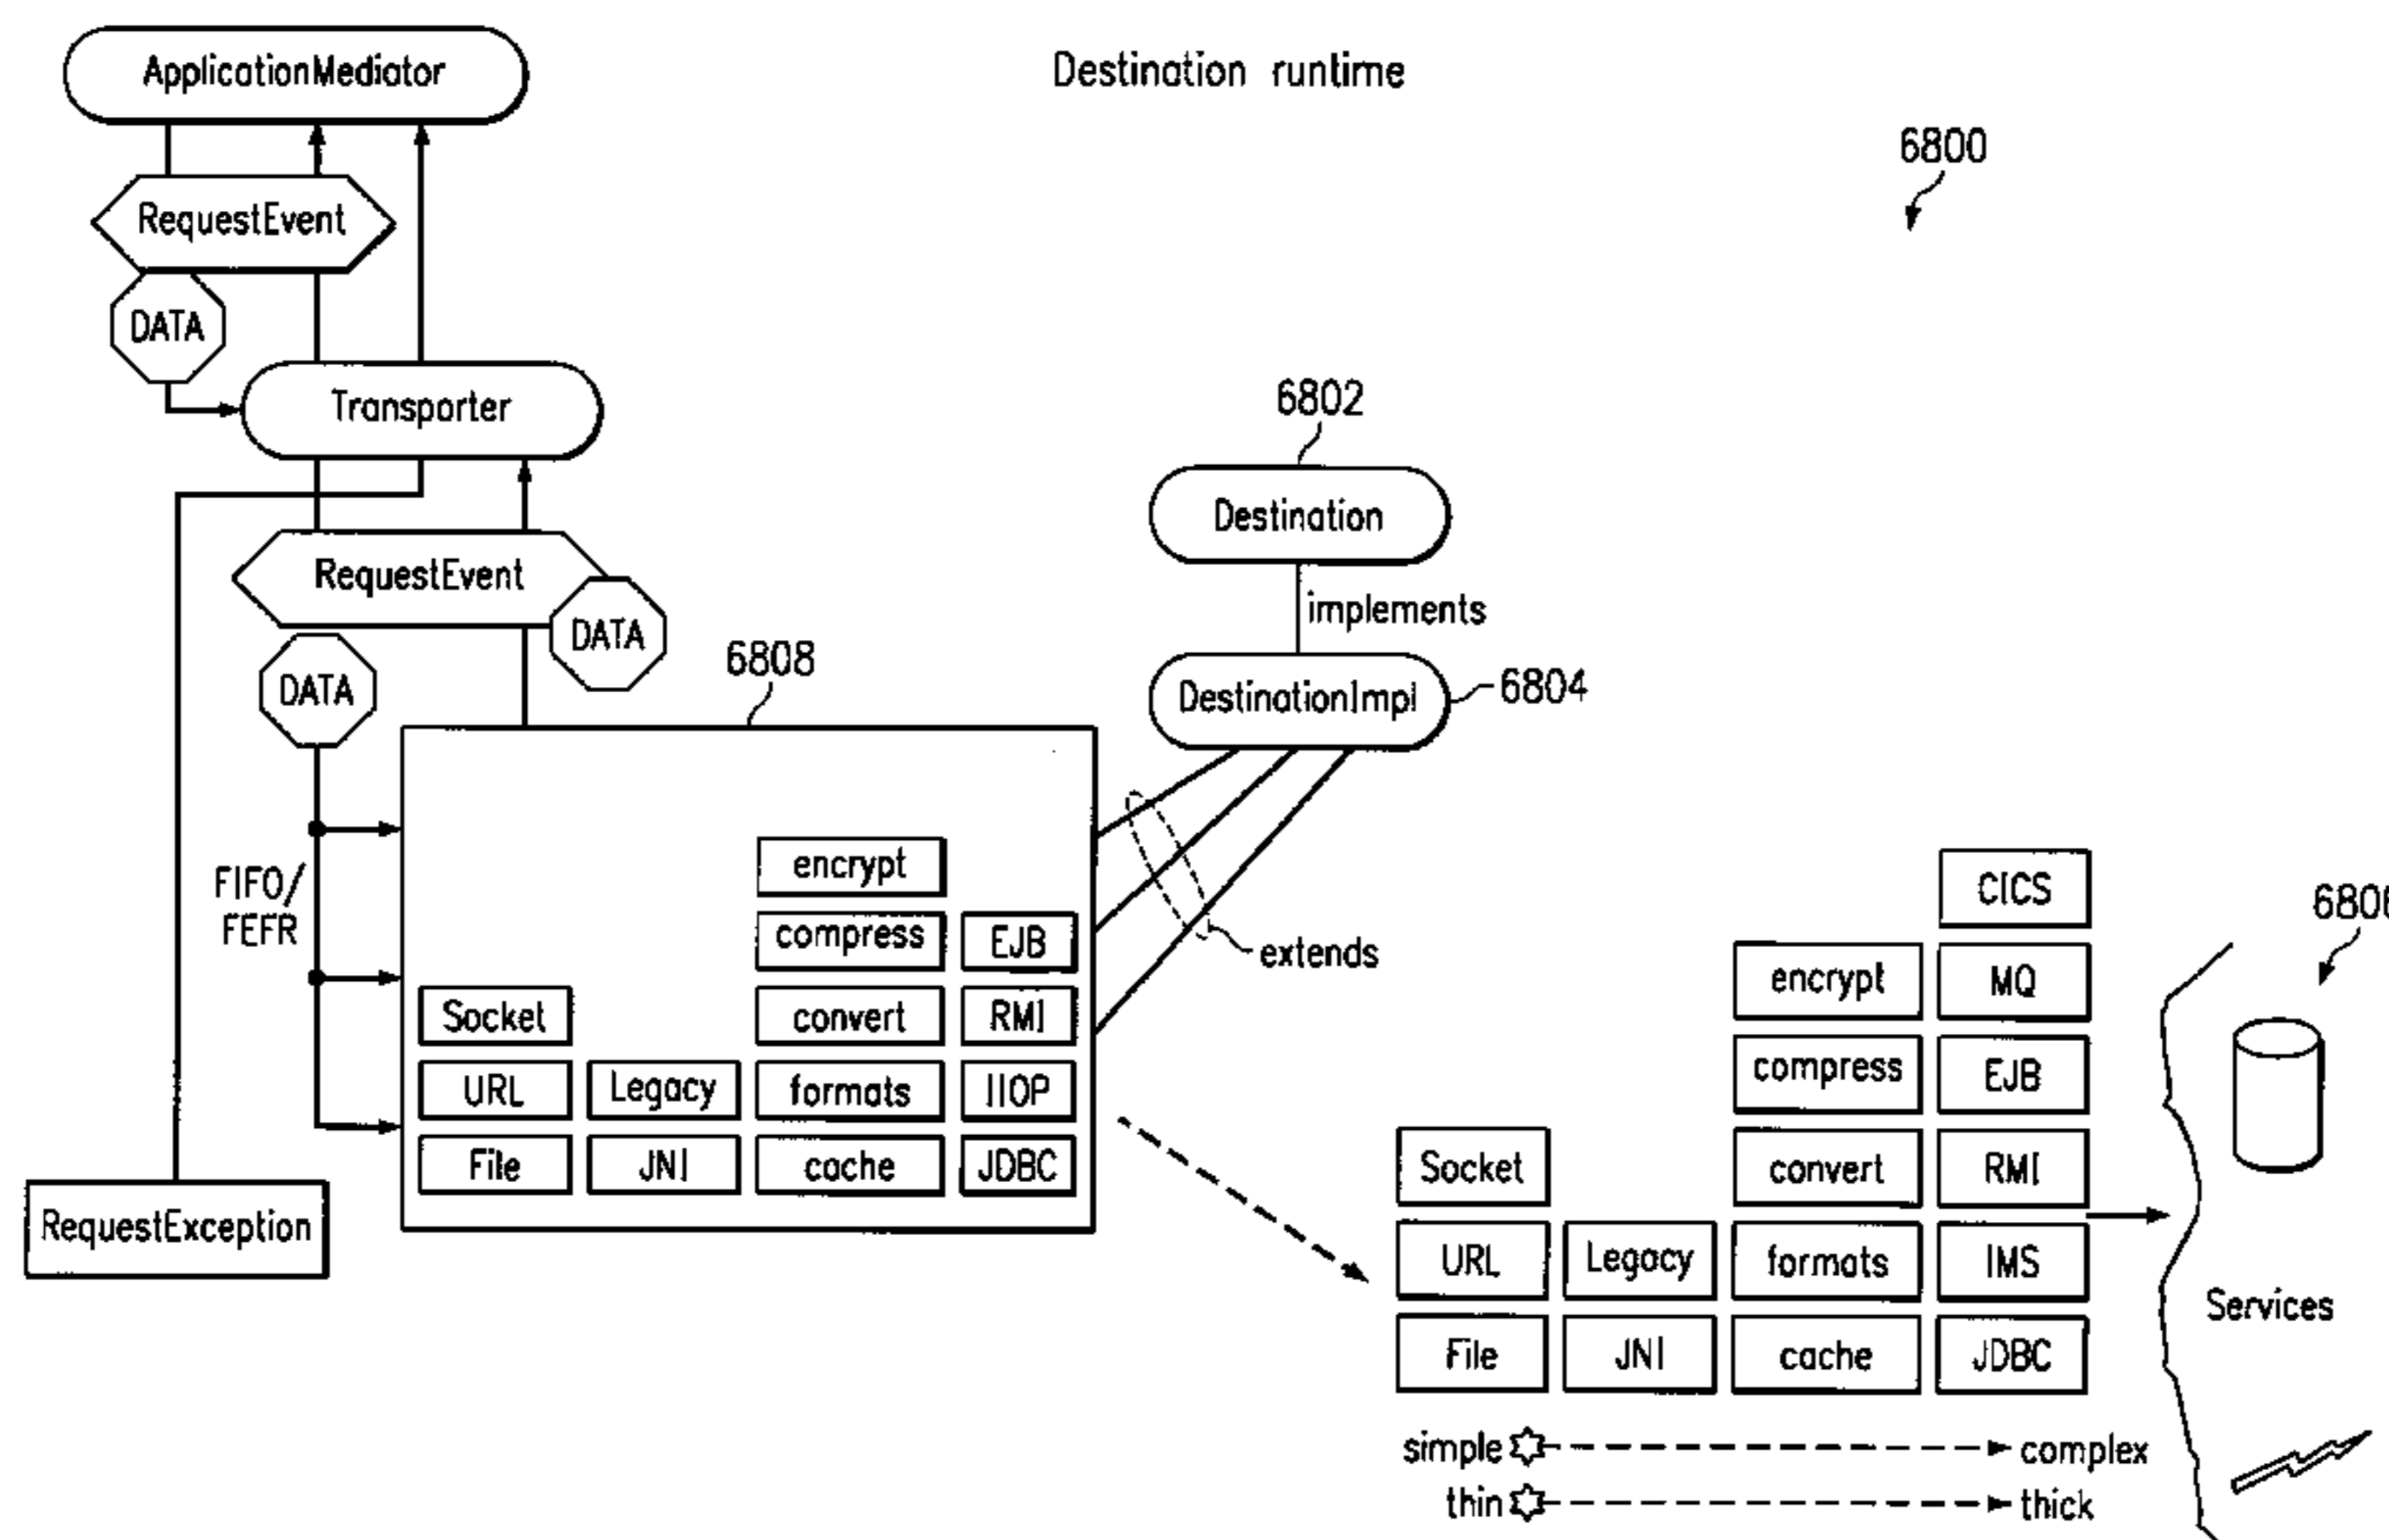 ApplicationMediator
Destination runtime
6800
RequestEvent
DATA
Transporter
6802
Destination
implements
RequestEvent
DATA
DATA
6808
DestinationImpl
6804
FIFO/
FEFR
extends
encrypt
compress
EJB
Socket
convert
RMI
URL
Legacy
formats
IIOP
File
JNI
cache
JDBC
RequestException
CICS
6806
encrypt
MQ
compress
EJB
Socket
convert
RMI
URL
Legacy
formats
IMS
Services
File
JNI
cache
JDBC
simple
complex
thin
thick